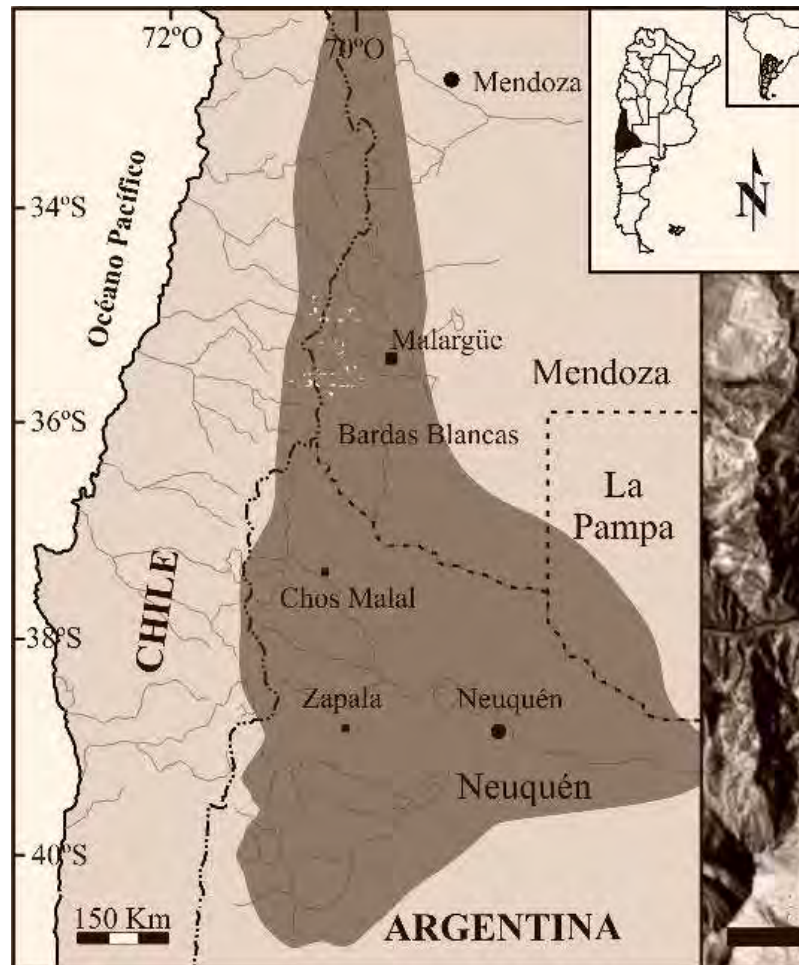 72ºO
70ºO
Mendoza
N
34ºS
Océano Pacífico
Malargüe
Mendoza
36ºS
Bardas Blancas
La
Pampa
CHILE
Chos Malal
38ºS
Zapala
Neuquén
Neuquén
40ºS
150 Km
ARGENTINA